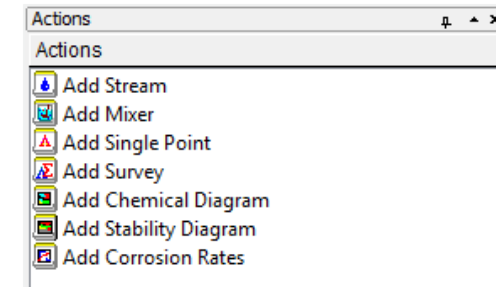 Actions
Actions
Add Stream
Add Mixer
Add Single Point
Add Survey
Add Chemical Diagram
Add Stability Diagram
Add Corrosion Rates